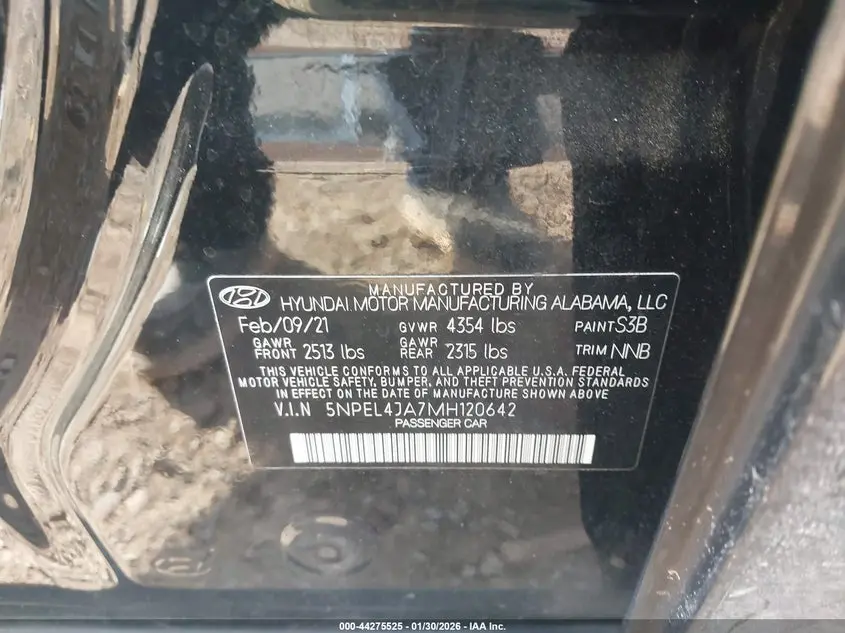 MANUFACTURED BY
HYUNDAI MOTOR MANUFACTURING ALABAMA, LLC
Feb/09/21 GVWR 4354 lbs PAINT S3B
GAWR FRONT 2513 lbs GAWR REAR 2315 lbs TRIM NNB
THIS VEHICLE CONFORMS TO ALL APPLICABLE U.S.A. FEDERAL
MOTOR VEHICLE SAFETY, BUMPER, AND THEFT PREVENTION STANDARDS
IN EFFECT ON THE DATE OF MANUFACTURE SHOWN ABOVE
V.I.N 5NPEL4JA7MH120642
PASSENGER CAR
000-44275525 - 01/30/2026 - IAA Inc.